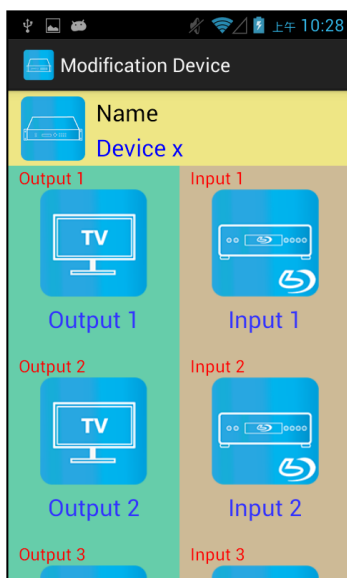 上午 10:28
Modification Device
Name
Device x
Output 1
Input 1
TV
Output 1
Input 1
Output 2
Input 2
TV
Output 2
Input 2
Output 3
Input 3